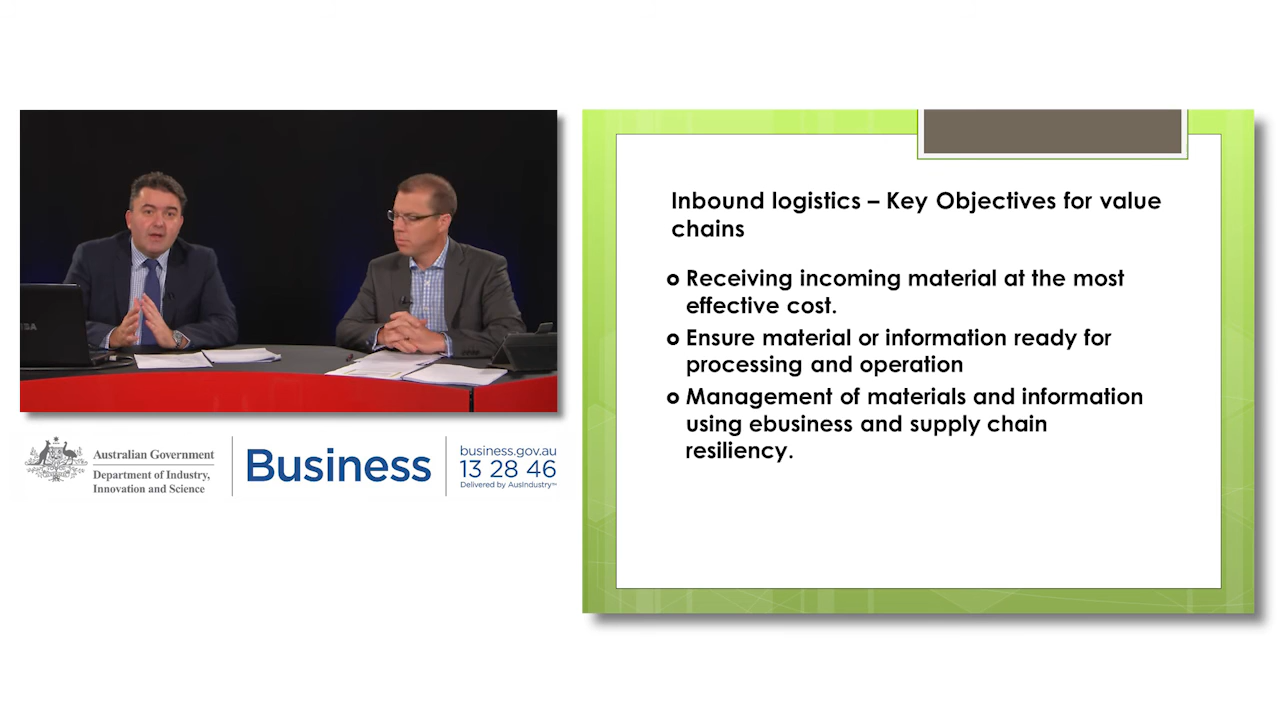 Australian Government
Department of Industry,
Innovation and Science
Business
business.gov.au
13 28 46
Delivered by AusIndustry™
Inbound logistics – Key Objectives for value
chains
Receiving incoming material at the most
effective cost.
Ensure material or information ready for
processing and operation
Management of materials and information
using ebusiness and supply chain
resiliency.